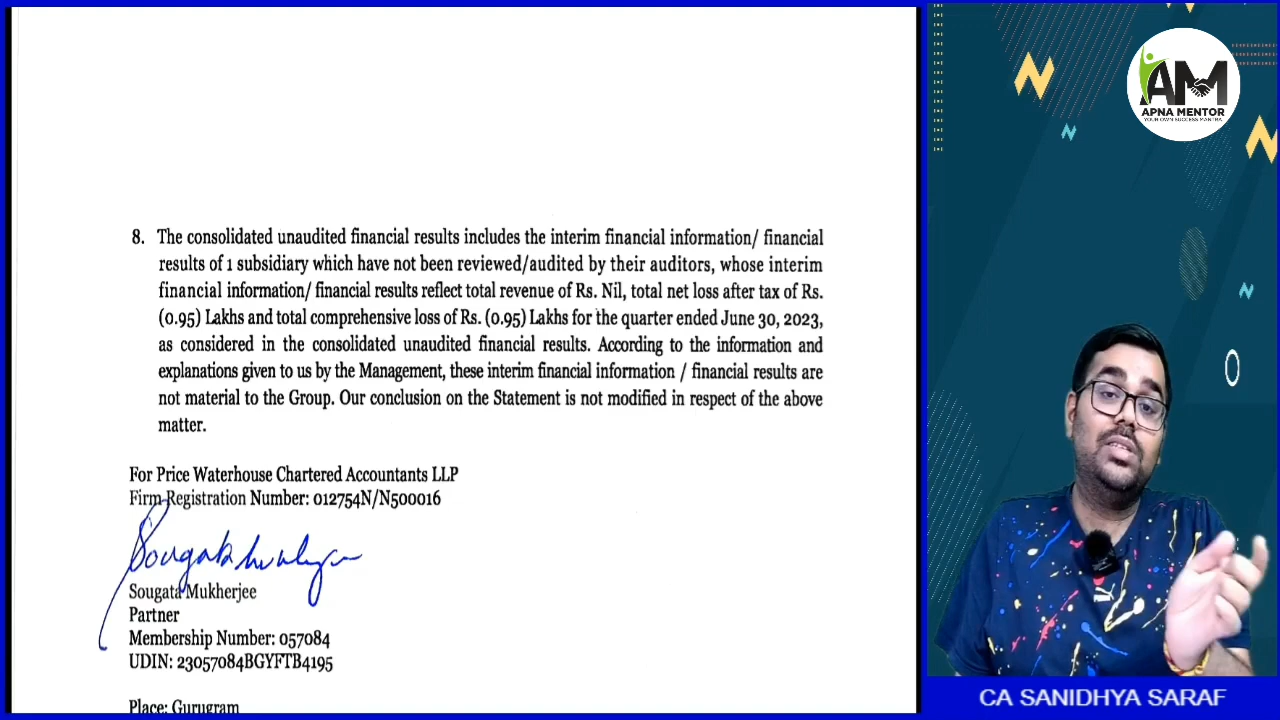 8. The consolidated unaudited financial results includes the interim financial information/ financial
results of 1 subsidiary which have not been reviewed/audited by their auditors, whose interim
financial information/ financial results reflect total revenue of Rs. Nil, total net loss after tax of Rs.
(0.95) Lakhs and total comprehensive loss of Rs. (0.95) Lakhs for the quarter ended June 30, 2023,
as considered in the consolidated unaudited financial results. According to the information and
explanations given to us by the Management, these interim financial information / financial results are
not material to the Group. Our conclusion on the Statement is not modified in respect of the above
matter.
For Price Waterhouse Chartered Accountants LLP
Firm Registration Number: 012754N/N500016
Sougata Mukherjee
Partner
Membership Number: 057084
UDIN: 23057084BGYFTB4195
Place: Gurugram
AM
APNA MENTOR
YOUR OWN SUCCESS MANTRA
CA SANIDHYA SARAF